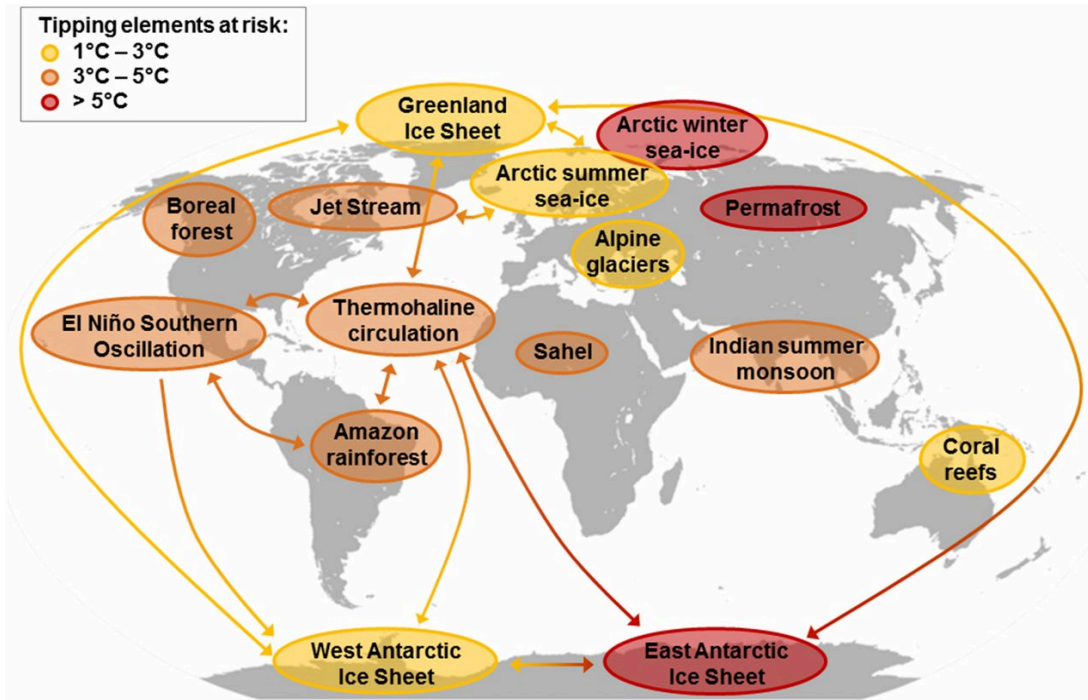 Tipping elements at risk:
1°C – 3°C
3°C – 5°C
> 5°C
Greenland
Ice Sheet
Arctic winter
sea-ice
Arctic summer
sea-ice
Boreal
forest
Jet Stream
Permafrost
Alpine
glaciers
El Niño Southern
Oscillation
Thermohaline
circulation
Sahel
Indian summer
monsoon
Amazon
rainforest
Coral
reefs
West Antarctic
Ice Sheet
East Antarctic
Ice Sheet